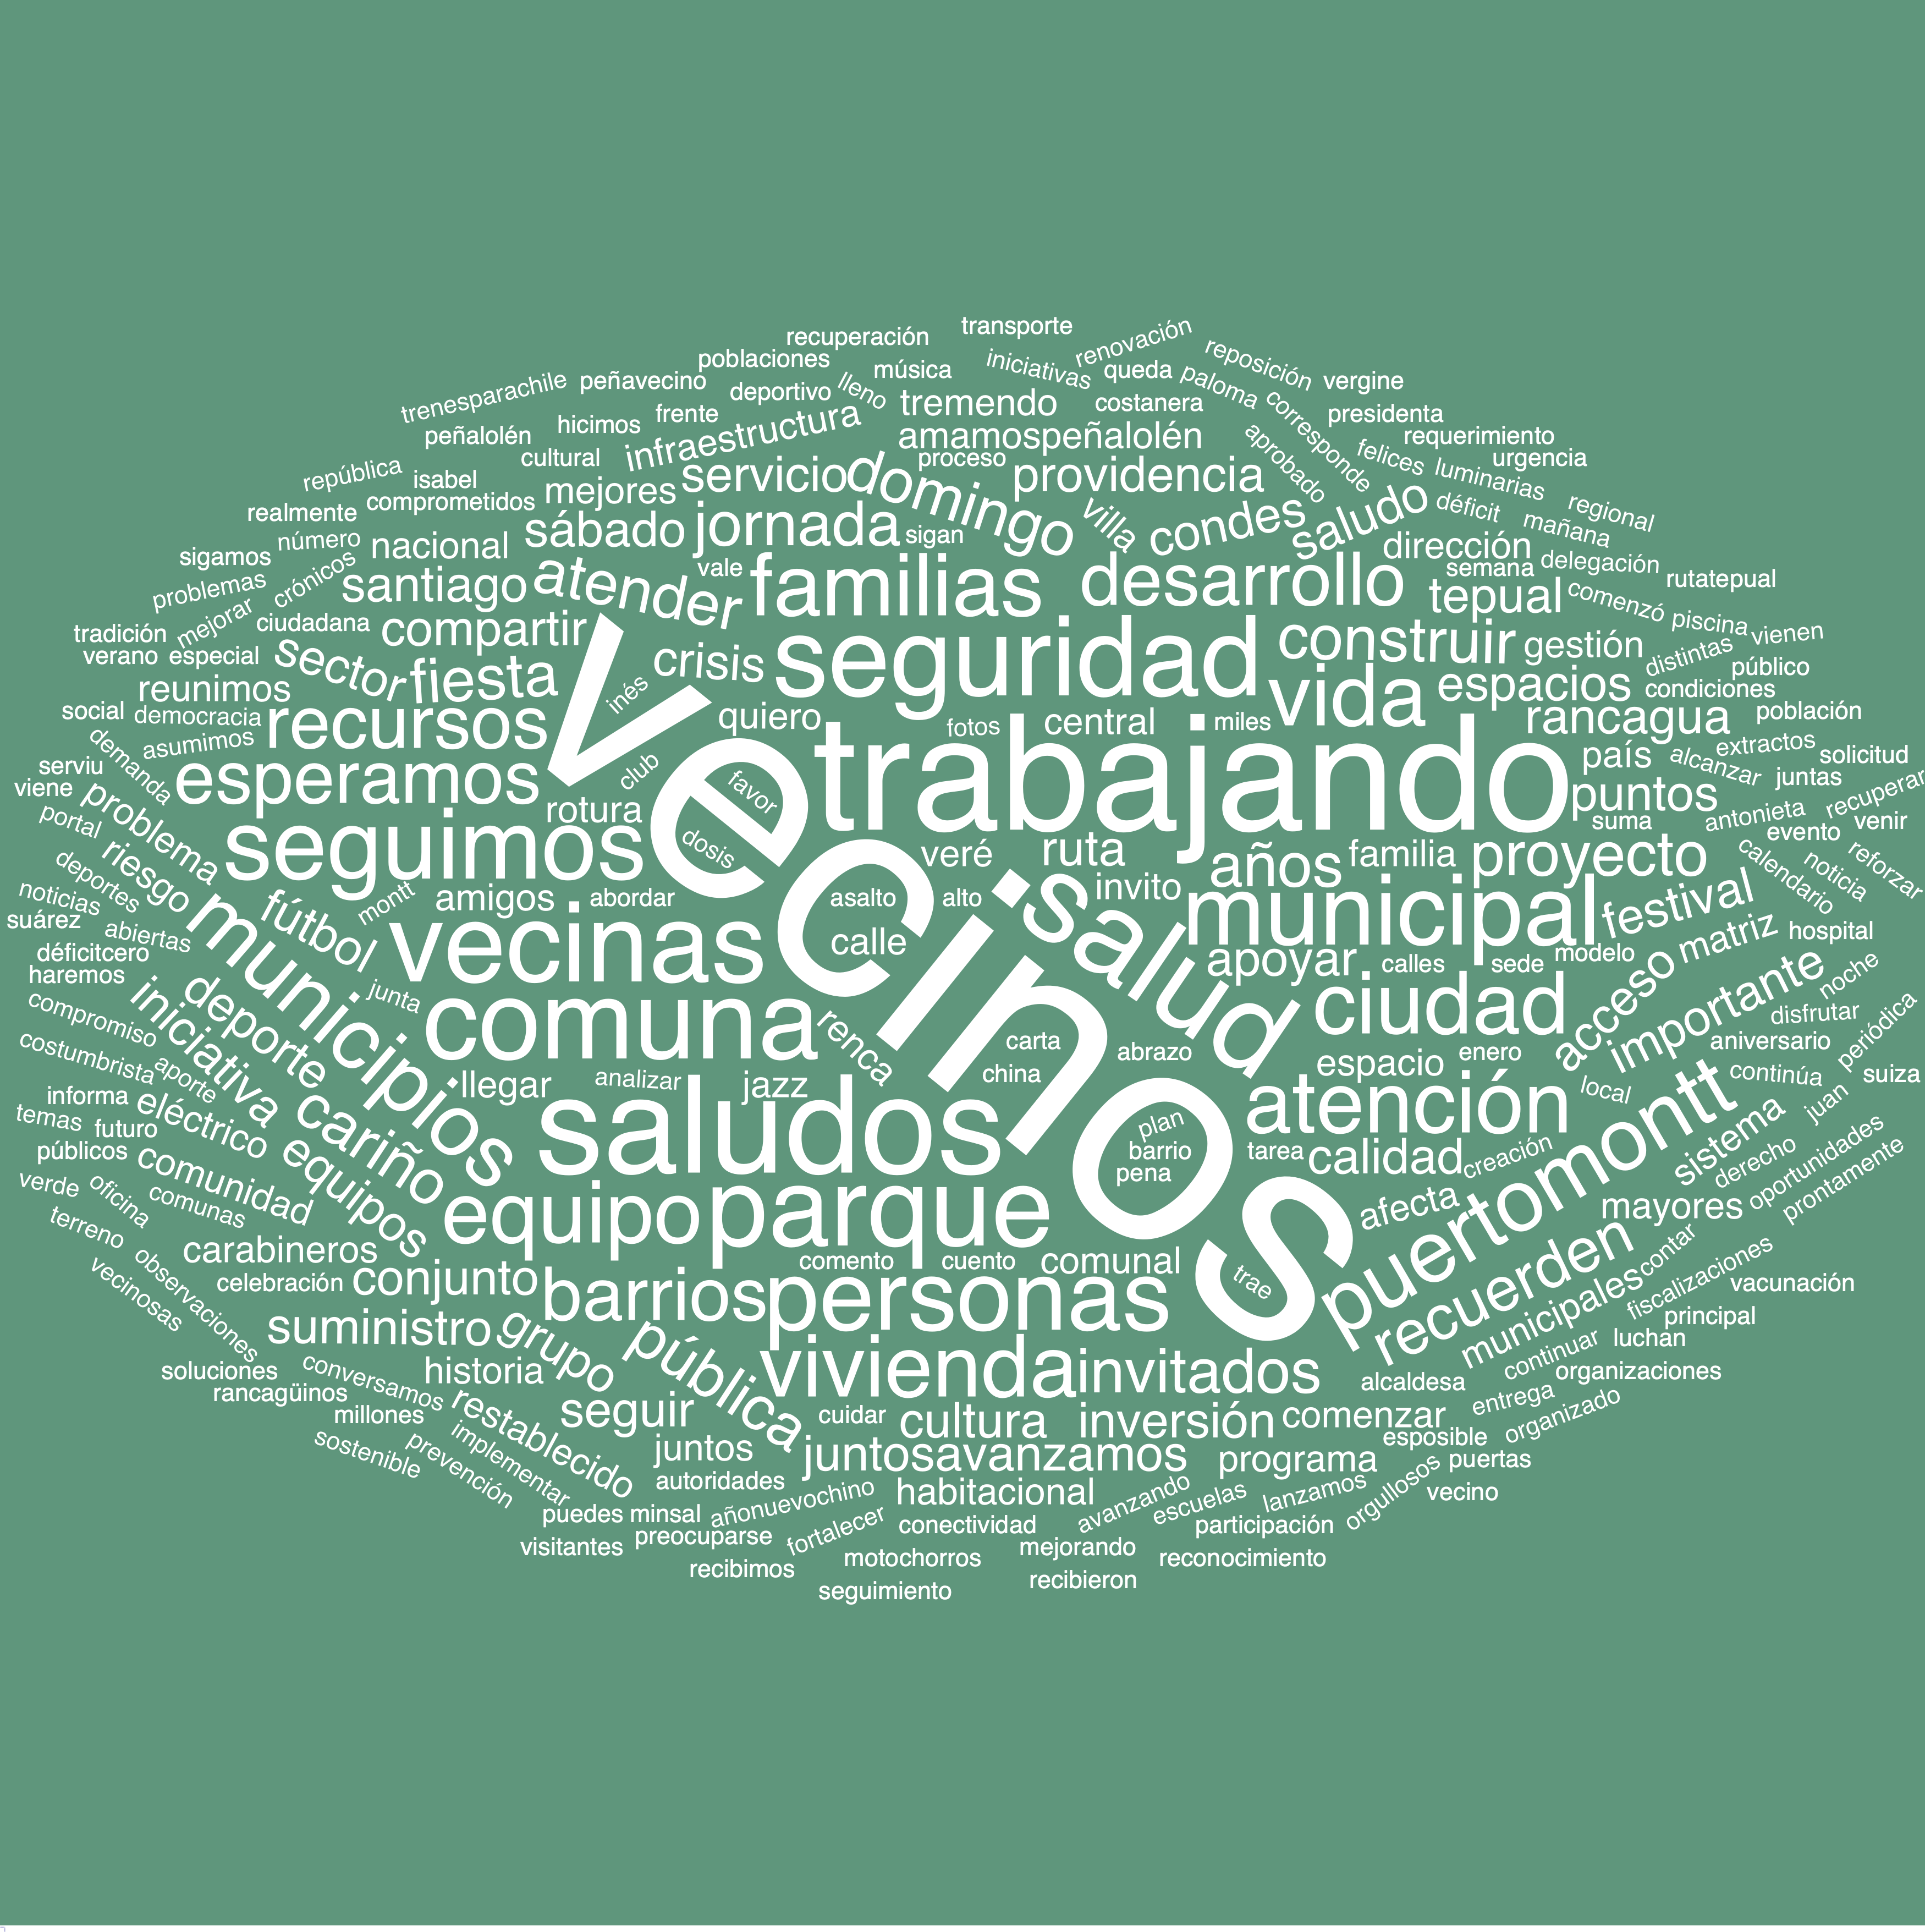 transporte
recuperación
renovación
poblaciones
música
iniciativas
queda
reposición
trenesparachile
peñavecino
deportivo
lleno
paloma
vergine
hicimos
frente
tremendo
costanera
corresponde
presidenta
peñalolén
infraestructura
amamospeñalolén
aprobado
requerimiento
república
cultural
servicio
domingo
proceso
providencia
felices
luminarias
urgencia
isabel
comprometidos
mejores
villa
condes
saludo
déficit
regional
realmente
número
nacional
sábado
jornada
sigan
dirección
mañana
sigamos
crónicos
santiago
atender
vale
familias
desarrollo
semana
delegación
problemas
mejorar
tepual
comenzó
rutatepual
tradición
ciudadana
compartir
seguridad
construir
gestión
piscina
vienen
verano
especial
sector
fiesta
crisis
vida
espacios
distintas
público
reunimos
inés
condiciones
social
democracia
recursos
quiero
fotos
central
miles
rancagua
población
demanda
asumimos
vecinos
trabajando
país
alcanzar
extractos
solicitud
serviu
viene
esperamos
club
favor
puntos
juntas
recuperar
portal
problema
rotura
suma
antonieta
evento
venir
riesgo
seguimos
dosis
veré
ruta
años
familia
proyecto
calendario
noticia
reforzar
deportes
noticias
fútbol
montt
amigos
abordar
asalto
alto
salud
invito
municipal
festival
suárez
abiertas
municipios
vecinas
calle
matriz
hospital
déficitcero
haremos
apoyar
calles
sede
modelo
acceso
importante
noche
compromiso
iniciativa
deporte
junta
comuna
renca
ciudad
disfrutar
periódica
costumbrista
aporte
carta
abrazo
espacio
enero
aniversario
informa
eléctrico
cariño
llegar
analizar
jazz
china
local
continúa
suiza
temas
futuro
equipos
saludos
plan
atención
puertomontt
sistema
juan
públicos
comunidad
barrio
tarea
calidad
creación
derecho
oportunidades
verde
oficina
comunas
pena
prontamente
terreno
equipo
parque
afecta
mayores
observaciones
carabineros
comento
cuento
comunal
recuerden
contar
vecinosas
celebración
conjunto
barrios
personas
trae
municipales
fiscalizaciones
vacunación
suministro
grupo
pública
principal
soluciones
conversamos
historia
vivienda
invitados
continuar
luchan
rancagüinos
alcaldesa
organizaciones
millones
restablecido
seguir
cuidar
cultura
inversión
comenzar
entrega
organizado
sostenible
prevención
implementar
juntos
juntosavanzamos
programa
esposible
puertas
autoridades
habitacional
avanzando
escuelas
lanzamos
orgullosos
vecino
puedes
minsal
añonuevochino
conectividad
participación
visitantes
preocuparse
fortalecer
motochorros
mejorando
reconocimiento
recibimos
recibieron
seguimiento